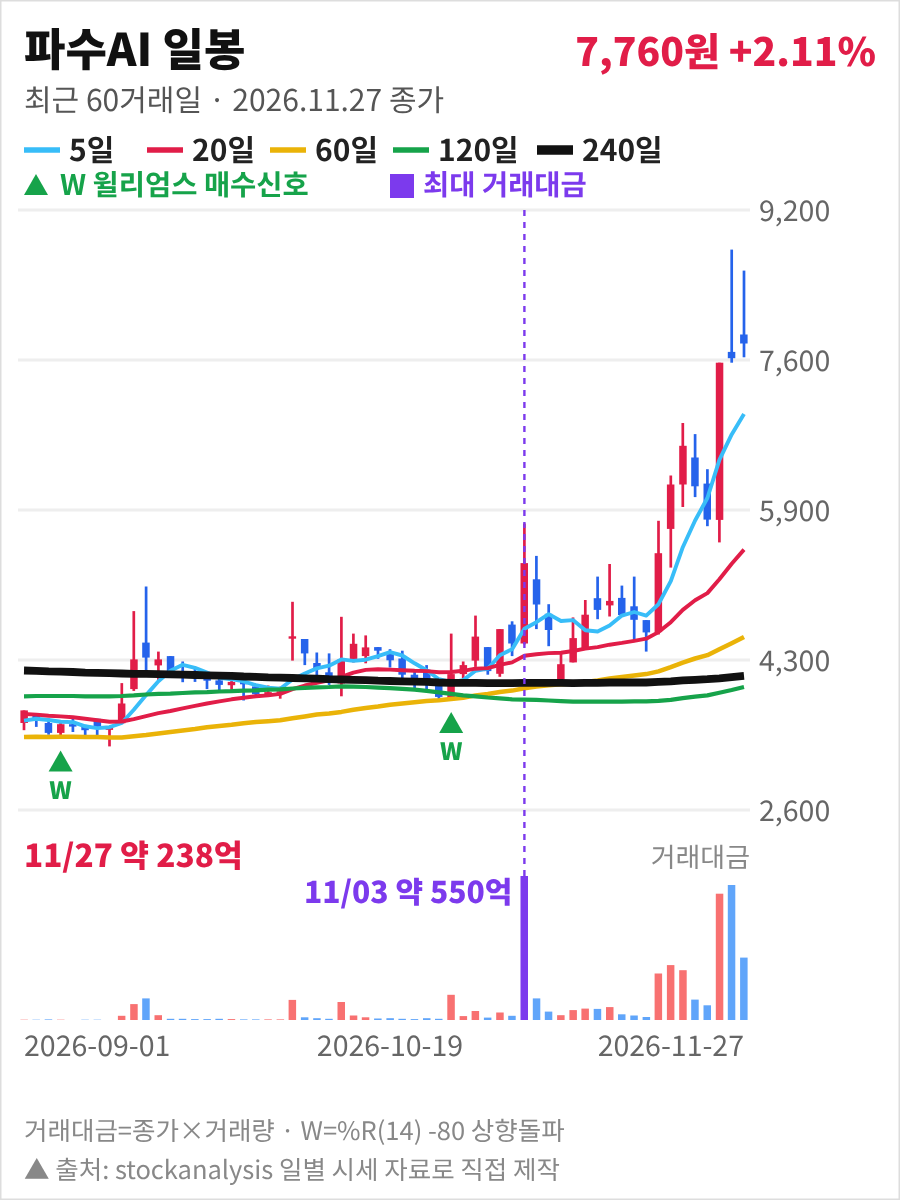 파수AI 일봉
7,760원 +2.11%
최근 60거래일 · 2026.11.27 종가
5일 20일 60일 120일 240일
▲ W 윌리엄스 매수신호 ■ 최대 거래대금
9,200
7,600
5,900
4,300
W
W
2,600
11/27 약 238억
거래대금
11/03 약 550억
2026-09-01 2026-10-19 2026-11-27
거래대금=종가×거래량 · W=%R(14) -80 상향돌파
▲ 출처: stockanalysis 일별 시세 자료로 직접 제작